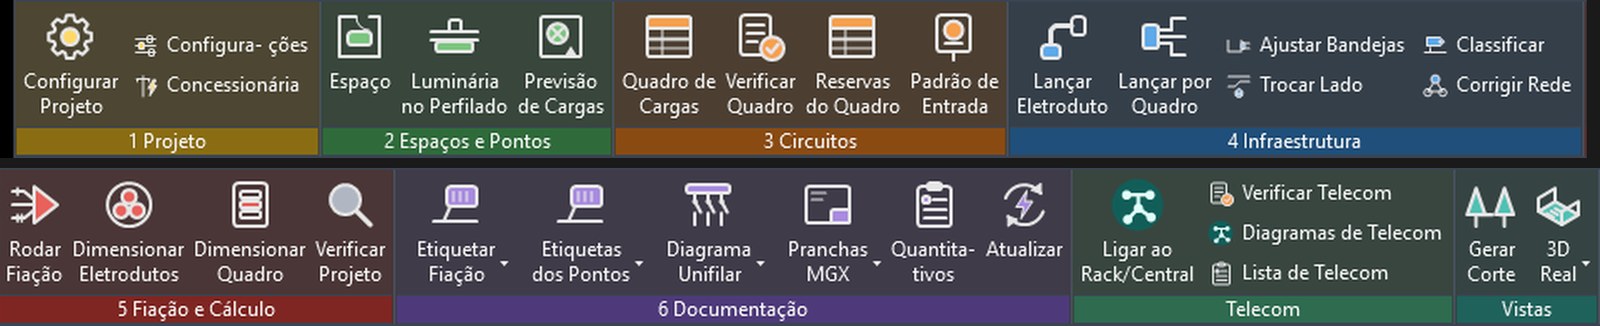 Configurar
Projeto
Configura- ções
Concessionária
1 Projeto
Espaço
Luminária
no Perfilado
Previsão
de Cargas
2 Espaços e Pontos
Quadro de
Cargas
Verificar
Quadro
Reservas
do Quadro
Padrão de
Entrada
3 Circuitos
Lançar
Eletroduto
Lançar por
Quadro
Ajustar Bandejas
Trocar Lado
Classificar
Corrigir Rede
4 Infraestrutura
Rodar
Fiação
Dimensionar
Eletrodutos
Dimensionar
Quadro
Verificar
Projeto
5 Fiação e Cálculo
Etiquetar
Fiação
Etiquetas
dos Pontos
Diagrama
Unifilar
Pranchas
MGX
Quantita-
tivos
Atualizar
6 Documentação
Ligar ao
Rack/Central
Verificar Telecom
Diagramas de Telecom
Lista de Telecom
Telecom
Gerar
Corte
3D
Real
Vistas